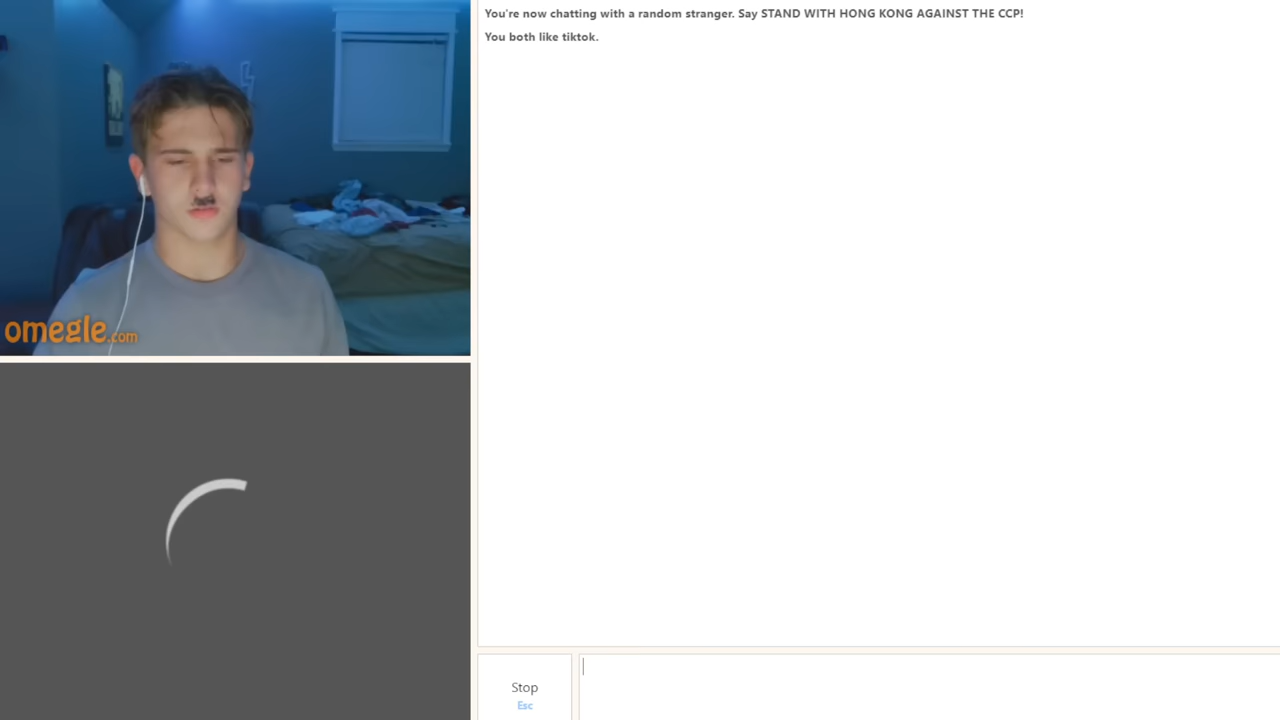 You're now chatting with a random stranger. Say STAND WITH HONG KONG AGAINST THE CCP!
You both like tiktok.
omegle.com
Stop
Esc